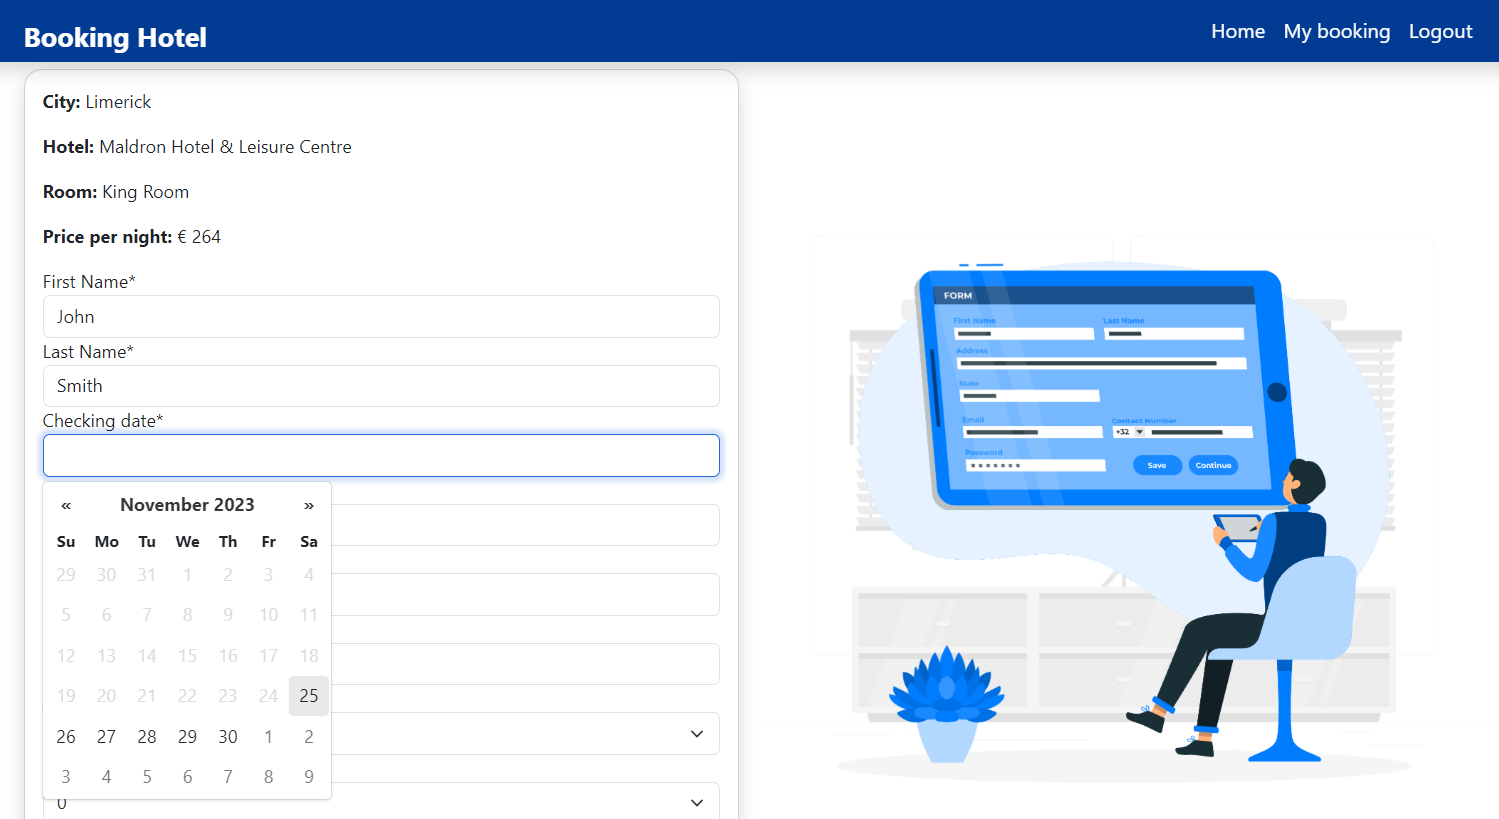 Booking Hotel
Home My booking Logout
City: Limerick
Hotel: Maldron Hotel & Leisure Centre
Room: King Room
Price per night: € 264
First Name*
John
Last Name*
Smith
Checking date*
« November 2023 »
Su Mo Tu We Th Fr Sa
29 30 31 1 2 3 4
5 6 7 8 9 10 11
12 13 14 15 16 17 18
19 20 21 22 23 24 25
26 27 28 29 30 1 2
3 4 5 6 7 8 9
0
FORM
First Name Last Name
Address
State
Email Contact Number
+32
Password
Save Continue